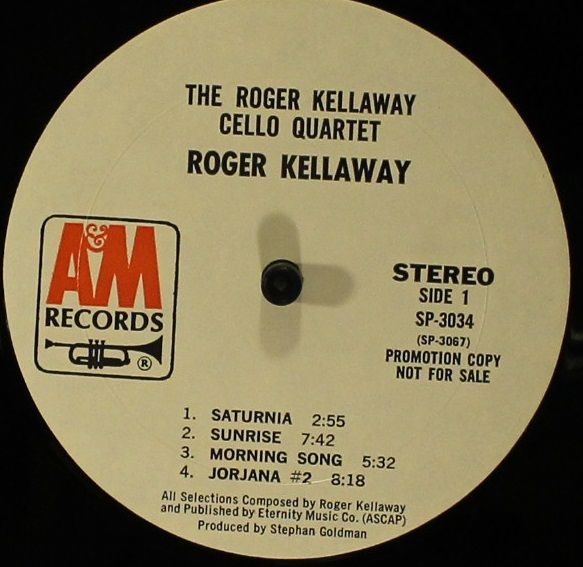 THE ROGER KELLAWAY
CELLO QUARTET
ROGER KELLAWAY
A&M
RECORDS
®
STEREO
SIDE 1
SP-3034
(SP-3067)
PROMOTION COPY
NOT FOR SALE
1. SATURNIA 2:55
2. SUNRISE 7:42
3. MORNING SONG 5:32
4. JORJANA #2 8:18
All Selections Composed by Roger Kellaway
and Published by Eternity Music Co. (ASCAP)
Produced by Stephan Goldman